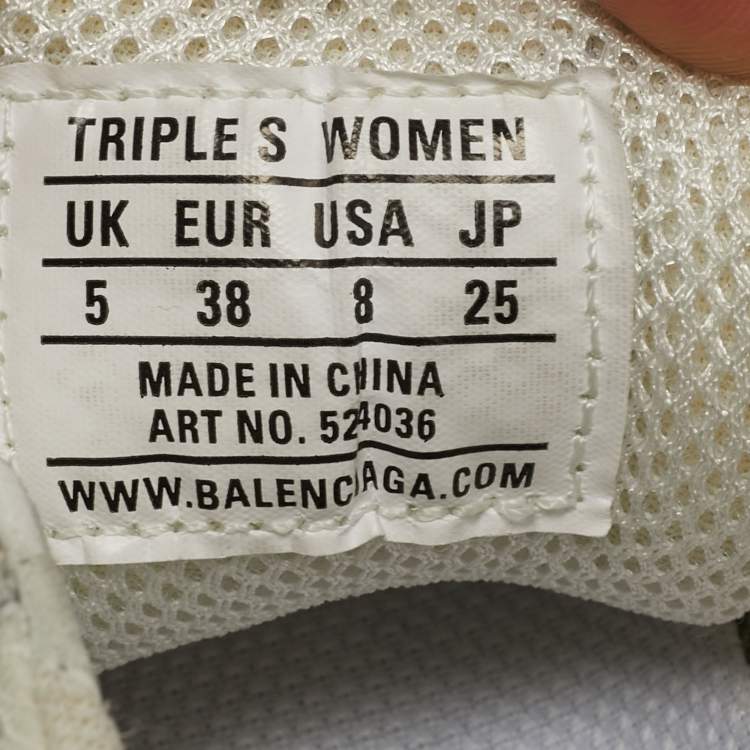 TRIPLE S WOMEN
UK EUR USA JP
5 38 8 25
MADE IN CHINA
ART NO. 524036
WWW.BALENCIAGA.COM